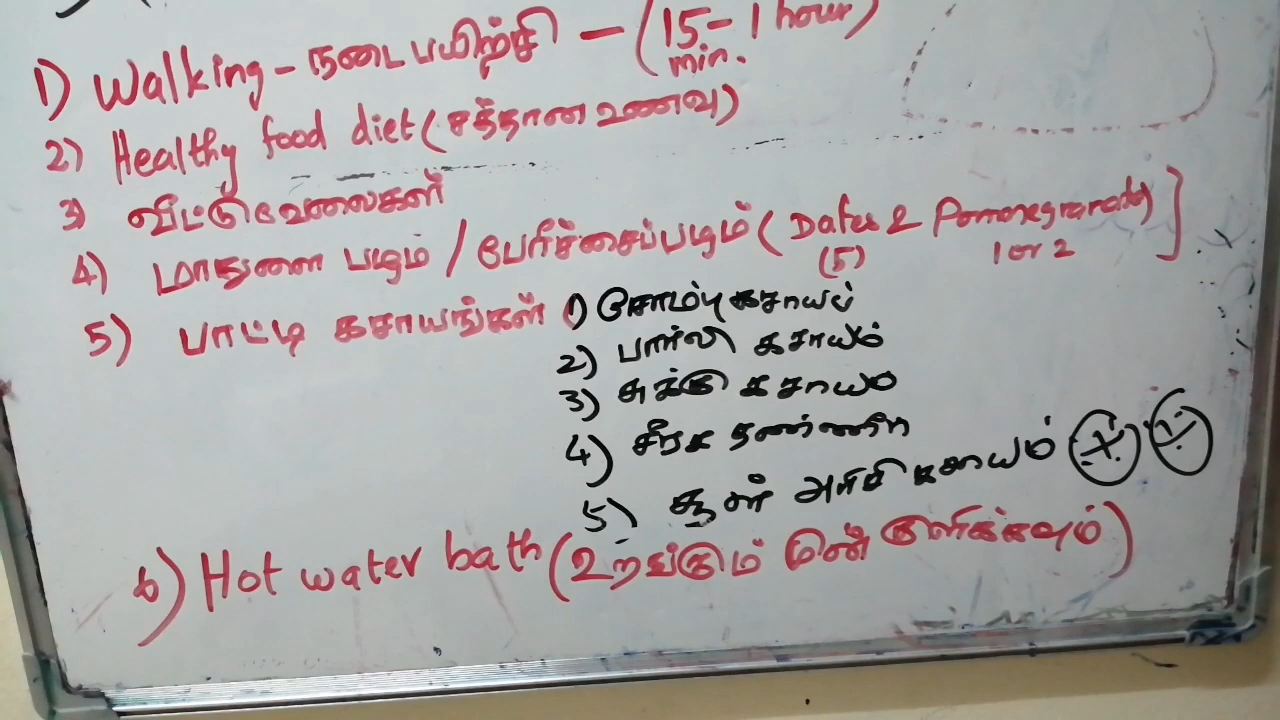 1) Walking - நடைபயிற்சி - (15 min. - 1 hour)
2) Healthy food diet (சத்தான உணவு)
3) வீட்டுவேலைகள்
4) மாதுளை பழம் / பேரிச்சைப்பழம் (Dates & Pomonegranate)]
(5) 1 or 2
5) பாட்டி கசாயங்கள் 1) சோம்பு கசாயம்
2) பார்லி கசாயம்
3) சுக்கு கசாயம்
4) சீரக தண்ணீர்
5) அரிசி கசாயம்
6) Hot water bath (உறங்கும் முன் குளிக்கவும்)